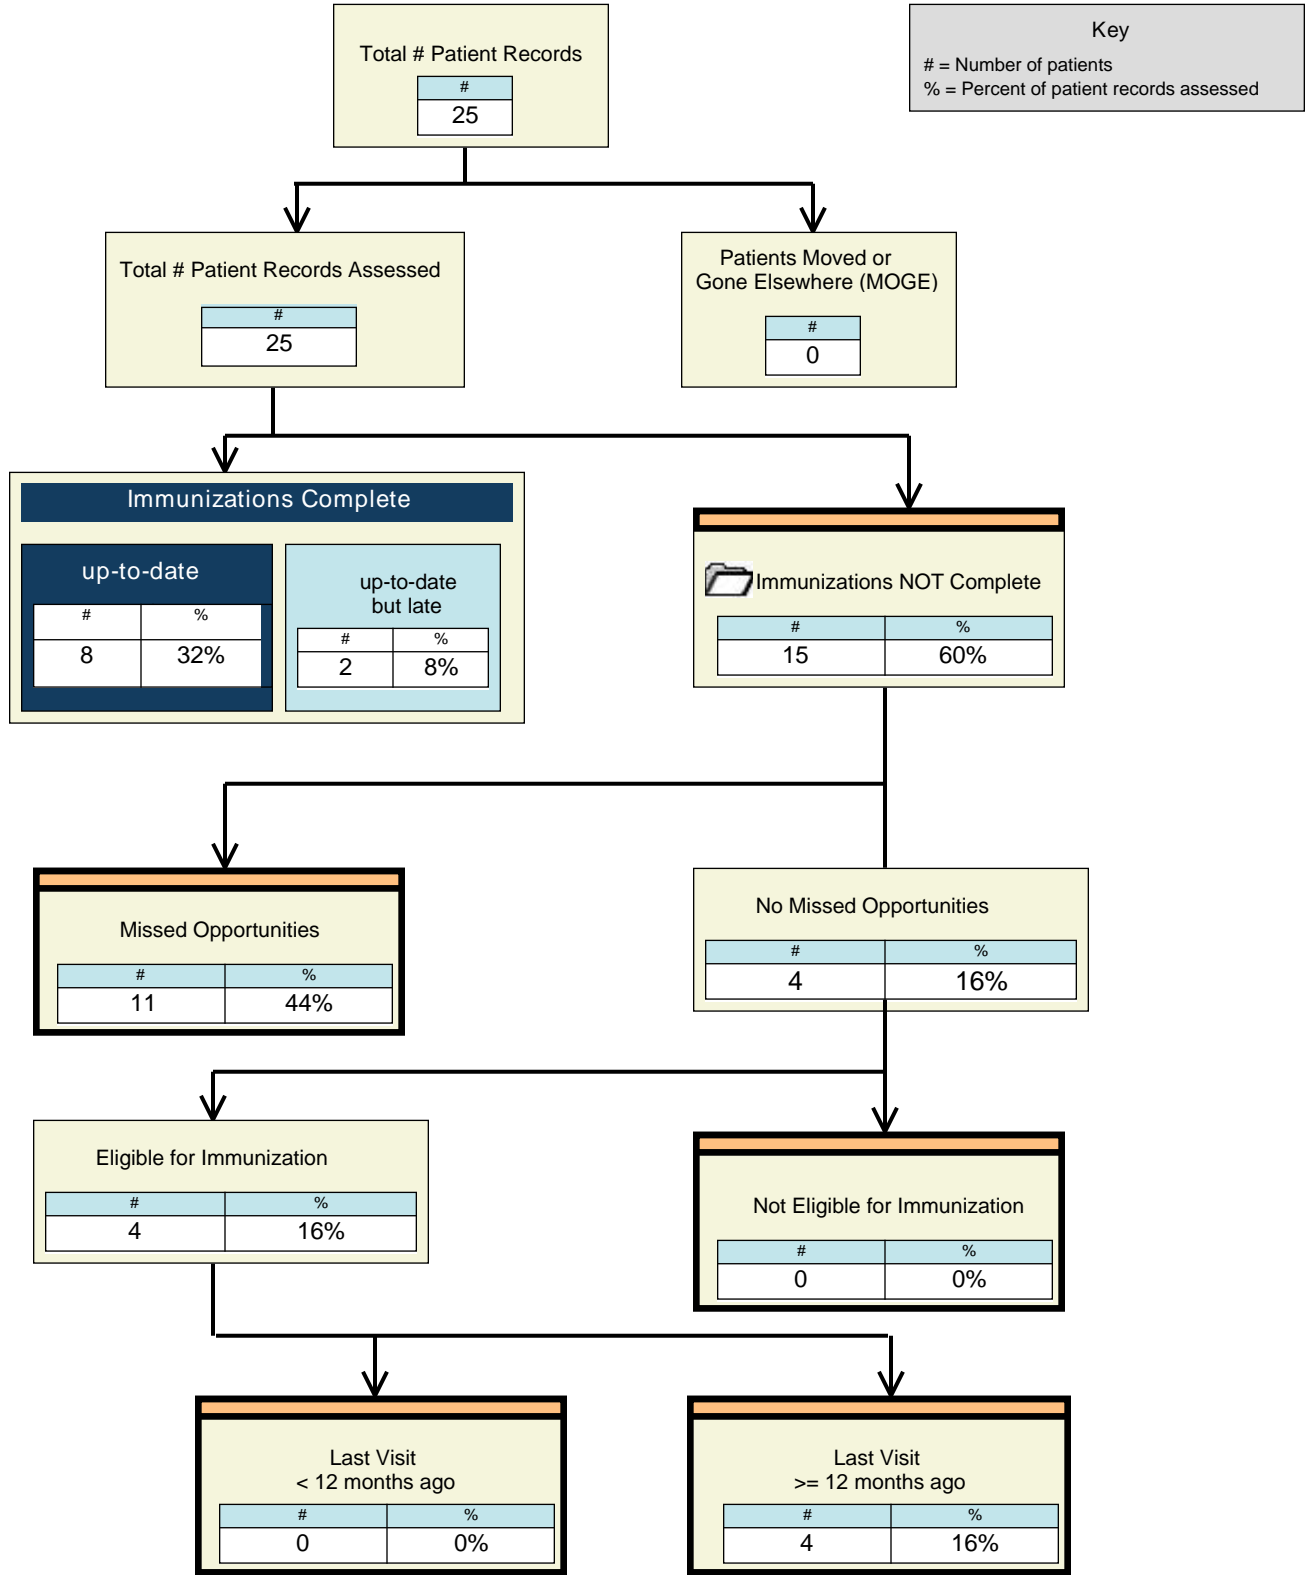 Total # Patient Records
#
25
Key
# = Number of patients
% = Percent of patient records assessed
Total # Patient Records Assessed
#
25
Patients Moved or
Gone Elsewhere (MOGE)
#
0
Immunizations Complete
up-to-date
# %
8 32%
up-to-date
but late
# %
2 8%
Immunizations NOT Complete
# %
15 60%
Missed Opportunities
# %
11 44%
No Missed Opportunities
# %
4 16%
Eligible for Immunization
# %
4 16%
Not Eligible for Immunization
# %
0 0%
Last Visit
< 12 months ago
# %
0 0%
Last Visit
>= 12 months ago
# %
4 16%